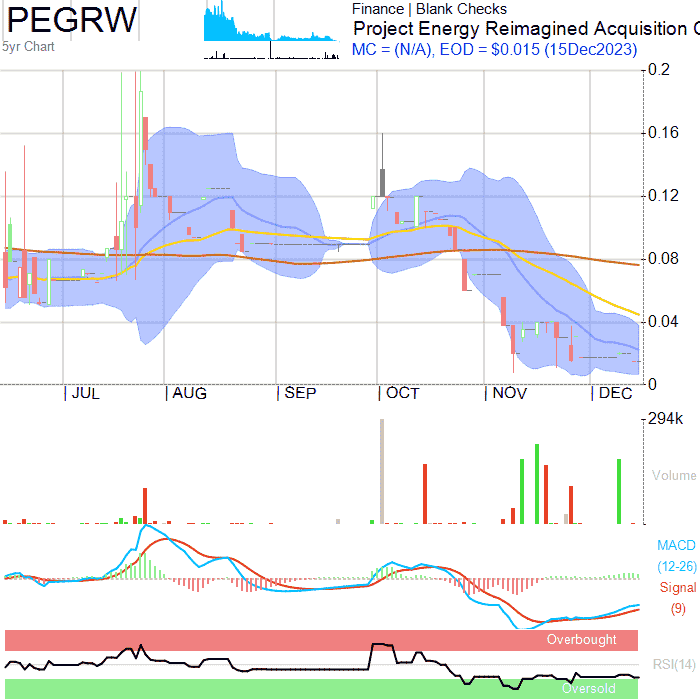 PEGRW
5yr Chart
Finance | Blank Checks
Project Energy Reimagined Acquisition C
MC = (N/A), EOD = $0.015 (15Dec2023)
0.2
0.16
0.12
0.08
0.04
0
JUL AUG SEP OCT NOV DEC
294k
Volume
MACD
(12-26)
Signal
(9)
Overbought
RSI(14)
Oversold